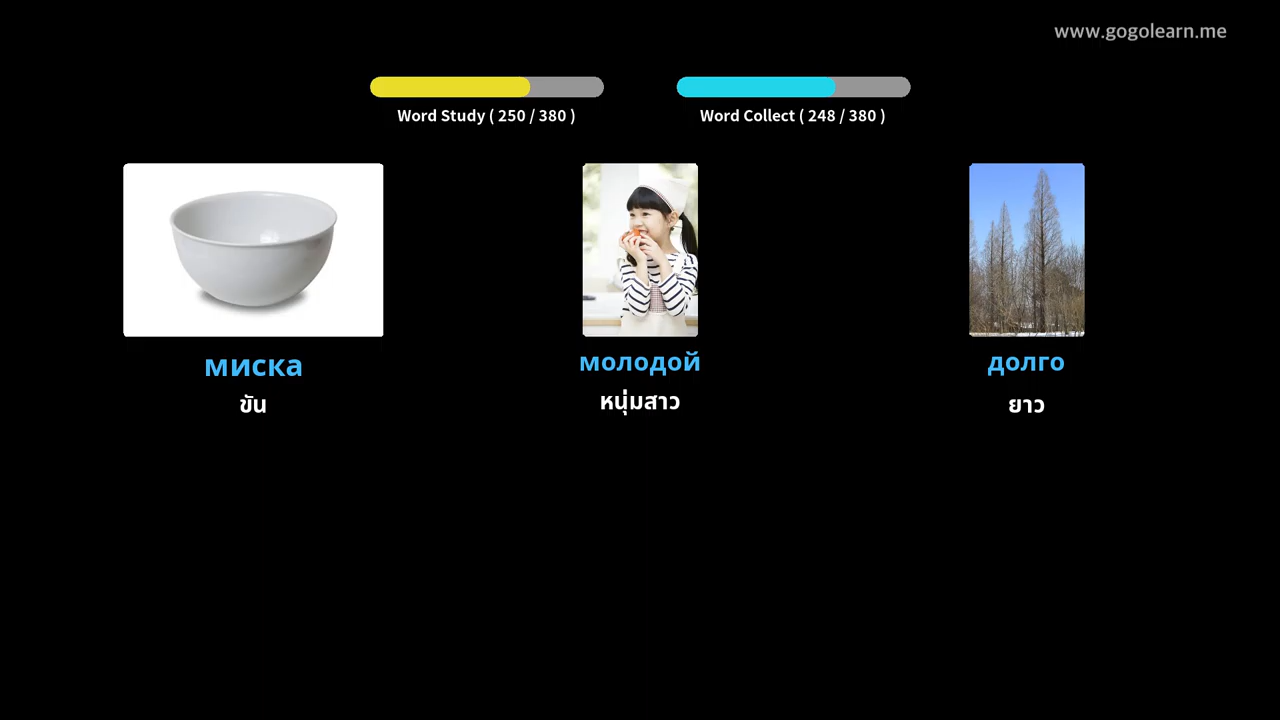 www.gogolearn.me
Word Study ( 250 / 380 )
Word Collect ( 248 / 380 )
миска
молодой
долго
ขัน
หนุ่มสาว
ยาว